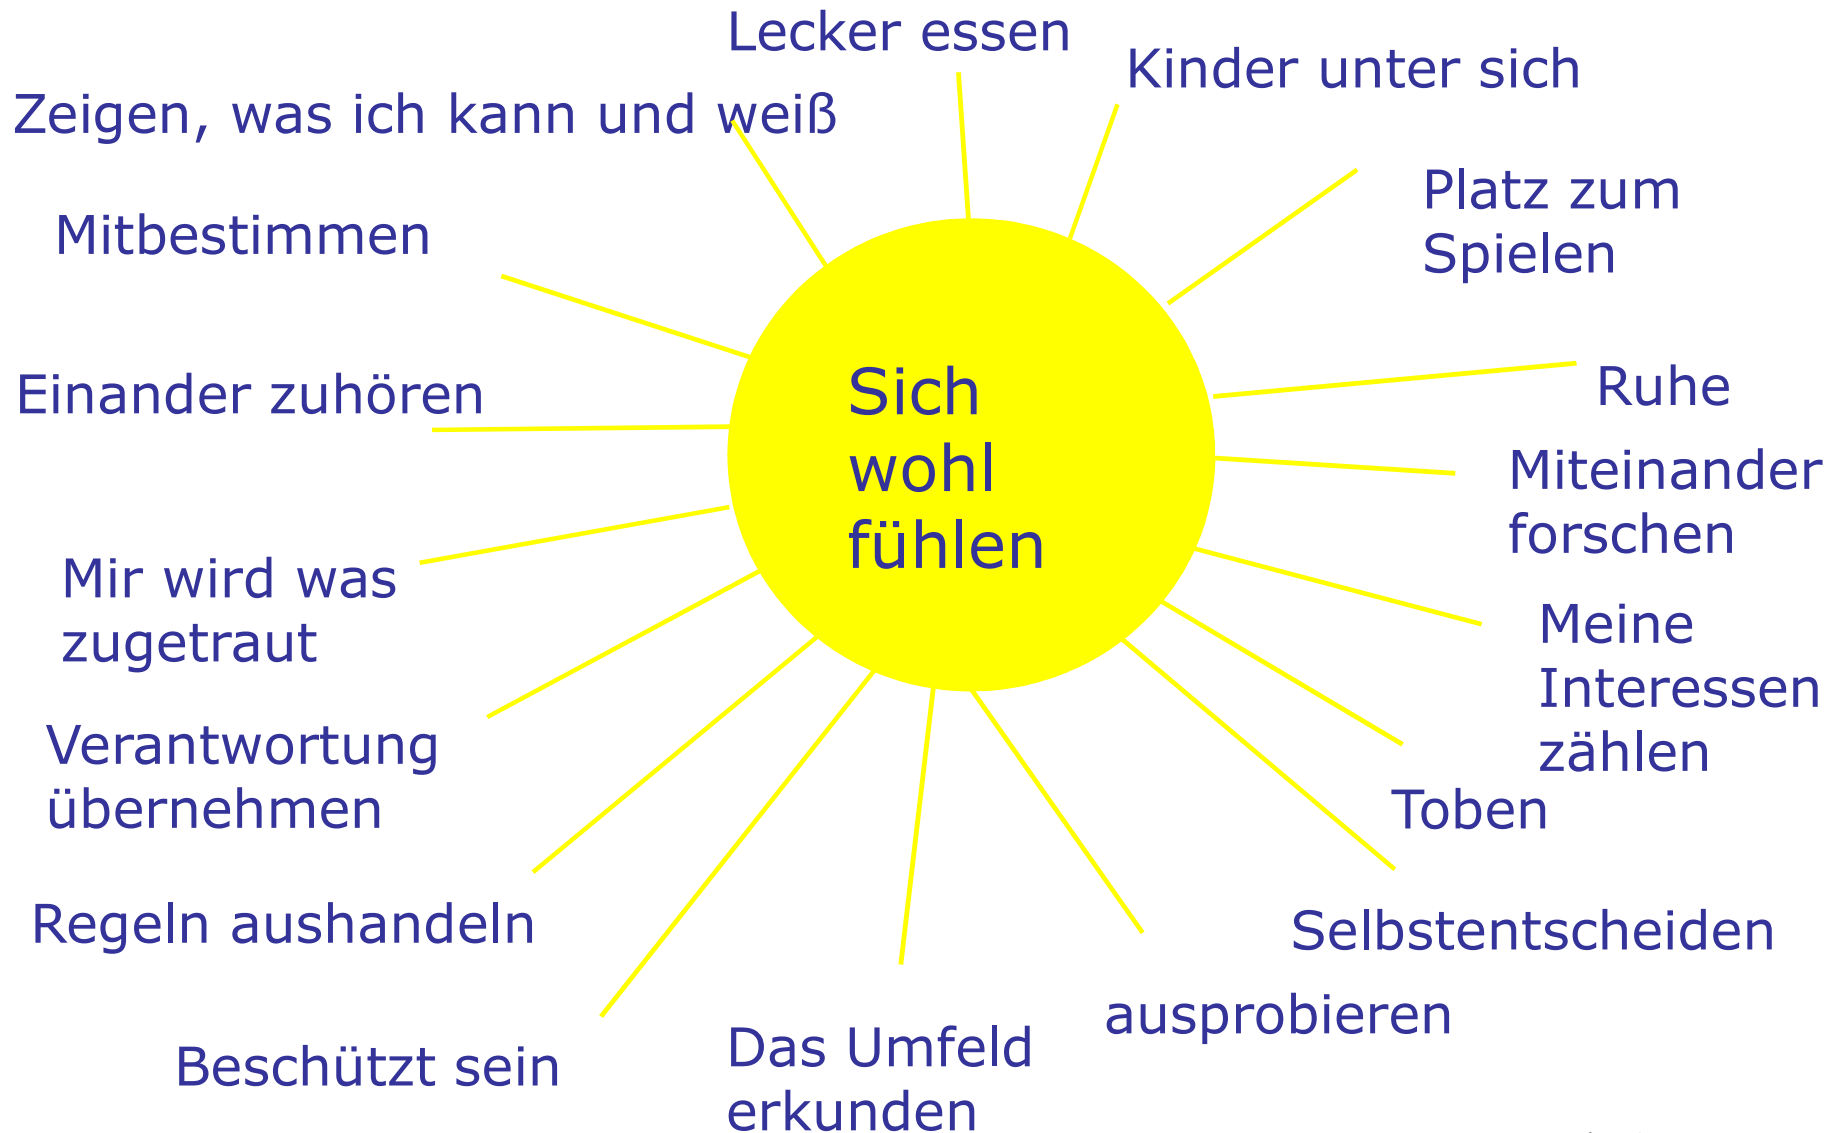 Lecker essen
Kinder unter sich
Zeigen, was ich kann und weiß
Platz zum
Spielen
Mitbestimmen
Ruhe
Einander zuhören
Sich
wohl
fühlen
Miteinander
forschen
Mir wird was
zugetraut
Meine
Interessen
zählen
Verantwortung
übernehmen
Toben
Regeln aushandeln
Selbstentscheiden
ausprobieren
Beschützt sein
Das Umfeld
erkunden